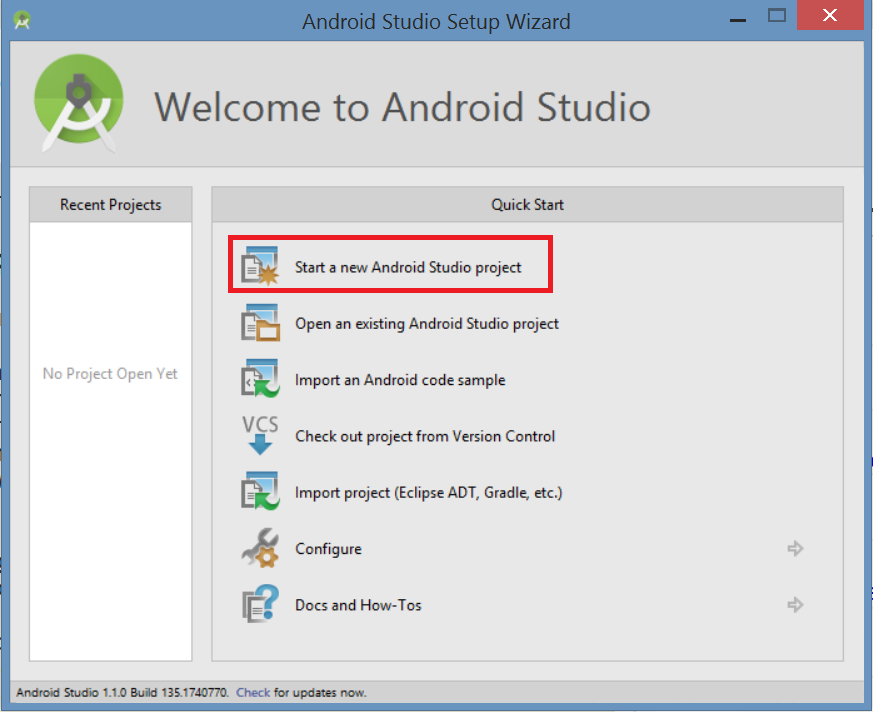 Android Studio Setup Wizard
Welcome to Android Studio
Recent Projects
Quick Start
No Project Open Yet
Start a new Android Studio project
Open an existing Android Studio project
Import an Android code sample
VCS
Check out project from Version Control
Import project (Eclipse ADT, Gradle, etc.)
Configure
Docs and How-Tos
Android Studio 1.1.0 Build 135.1740770. Check for updates now.